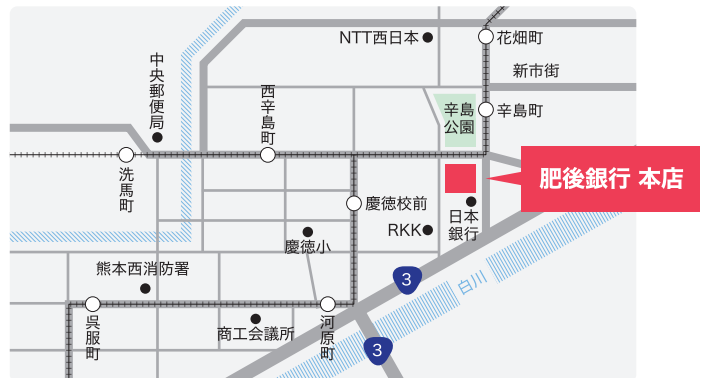 NTT西日本
花畑町
新市街
中央郵便局
西辛島町
辛島
公園
辛島町
洗馬町
肥後銀行 本店
慶徳校前
日本
銀行
RKK
慶徳小
熊本西消防署
3
白川
呉服町
商工会議所
河原町
3